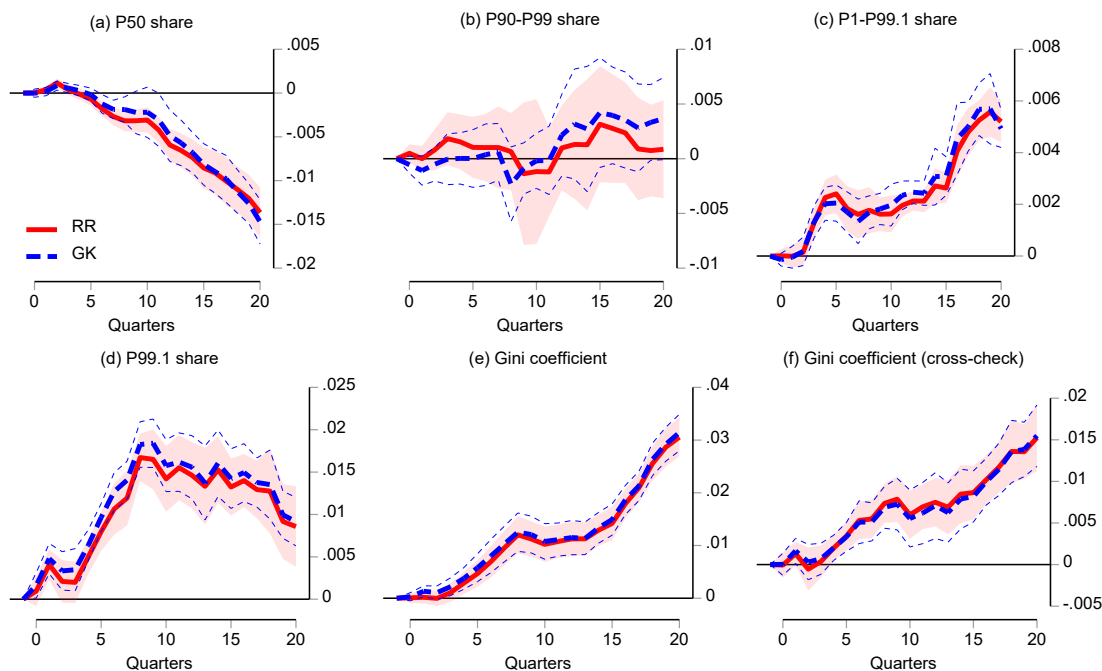 (a) P50 share
.005
0
-.005
-.01
-.015
-.02
RR
GK
0 5 10 15 20
Quarters
(b) P90-P99 share
.01
.005
0
-.005
-.01
0 5 10 15 20
Quarters
(c) P1-P99.1 share
.008
.006
.004
.002
0
0 5 10 15 20
Quarters
(d) P99.1 share
.025
.02
.015
.01
.005
0
0 5 10 15 20
Quarters
(e) Gini coefficient
.04
.03
.02
.01
0
0 5 10 15 20
Quarters
(f) Gini coefficient (cross-check)
.02
.015
.01
.005
0
-.005
0 5 10 15 20
Quarters